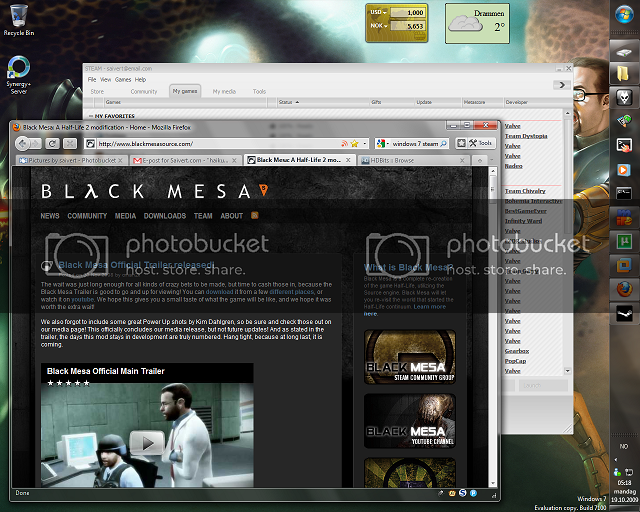 Recycle Bin
Synergy+
Server
USD
1,000
NOK
5,653
Drammen
2°
STEAM - saivert@email.com
File View Games Help
Store Community My games My media Tools
Games Status Gifts Update Metascore Developer
MY FAVORITES
Valve
Team Dystopia
Valve
Valve
Team Chivalry
Bohemia Interactive
BestGameEver
Infinity Ward
Valve
Valve
Valve
Valve
Valve
Valve
Valve
Gearbox
PopCap
Valve
Black Mesa: A Half-Life 2 modification - Home - Mozilla Firefox
http://www.blackmesasource.com/
windows 7 steam
Tools
Pictures by saivert - Photobucket
E-post for Saivert.com - "haiku...
Black Mesa: A Half-Life 2 mo...
HDBits :: Browse
BLACK MESA
NEWS COMMUNITY MEDIA DOWNLOADS TEAM ABOUT
photobucket
host. store. share.
photobucket
host. store. share.
Black Mesa Official Trailer released!
The wait was just long enough for all kinds of crazy bets to be made, but time to cash those in, because the
Black Mesa Trailer is good to go and up for viewing! You can download it from a few different places, or
watch it on youtube. We hope this gives you a small taste of what the game will be like, and we hope it was
worth the extra wait!
We also forgot to include some great Power Up shots by Kim Dahlgren, so be sure and check those out on
our media page! This officially concludes our media release, but not future updates! And as stated in the
trailer, the days this mod stays in development are truly numbered. Hang tight, because at long last, it is
coming.
Black Mesa Official Main Trailer
What is Black Mesa?
Black Mesa is a complete re-creation
of the game Half-Life, utilizing the
Source engine. Black Mesa will let
you re-visit the world that started the
Half-Life continuum. Learn more
here.
BLACK MESA
STEAM COMMUNITY GROUP
BLACK MESA
YOUTUBE CHANNEL
Done
NO
05:18
mandag
19.10.2009
Windows 7
Evaluation copy. Build 7100